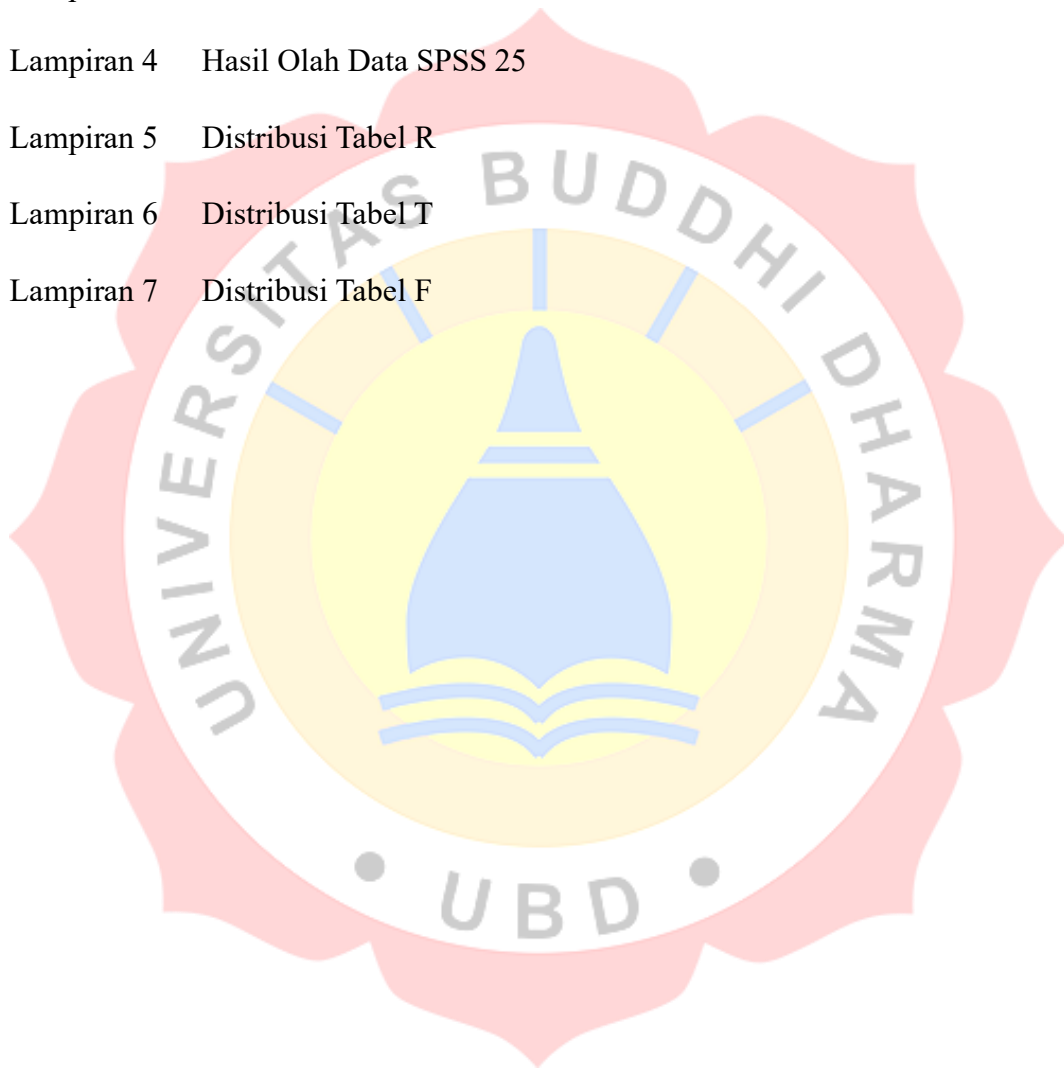 Lampiran 4 Hasil Olah Data SPSS 25
Lampiran 5 Distribusi Tabel R
Lampiran 6 Distribusi Tabel T
Lampiran 7 Distribusi Tabel F
UNIVERSITAS BUDDHI DHARMA
• UBD •